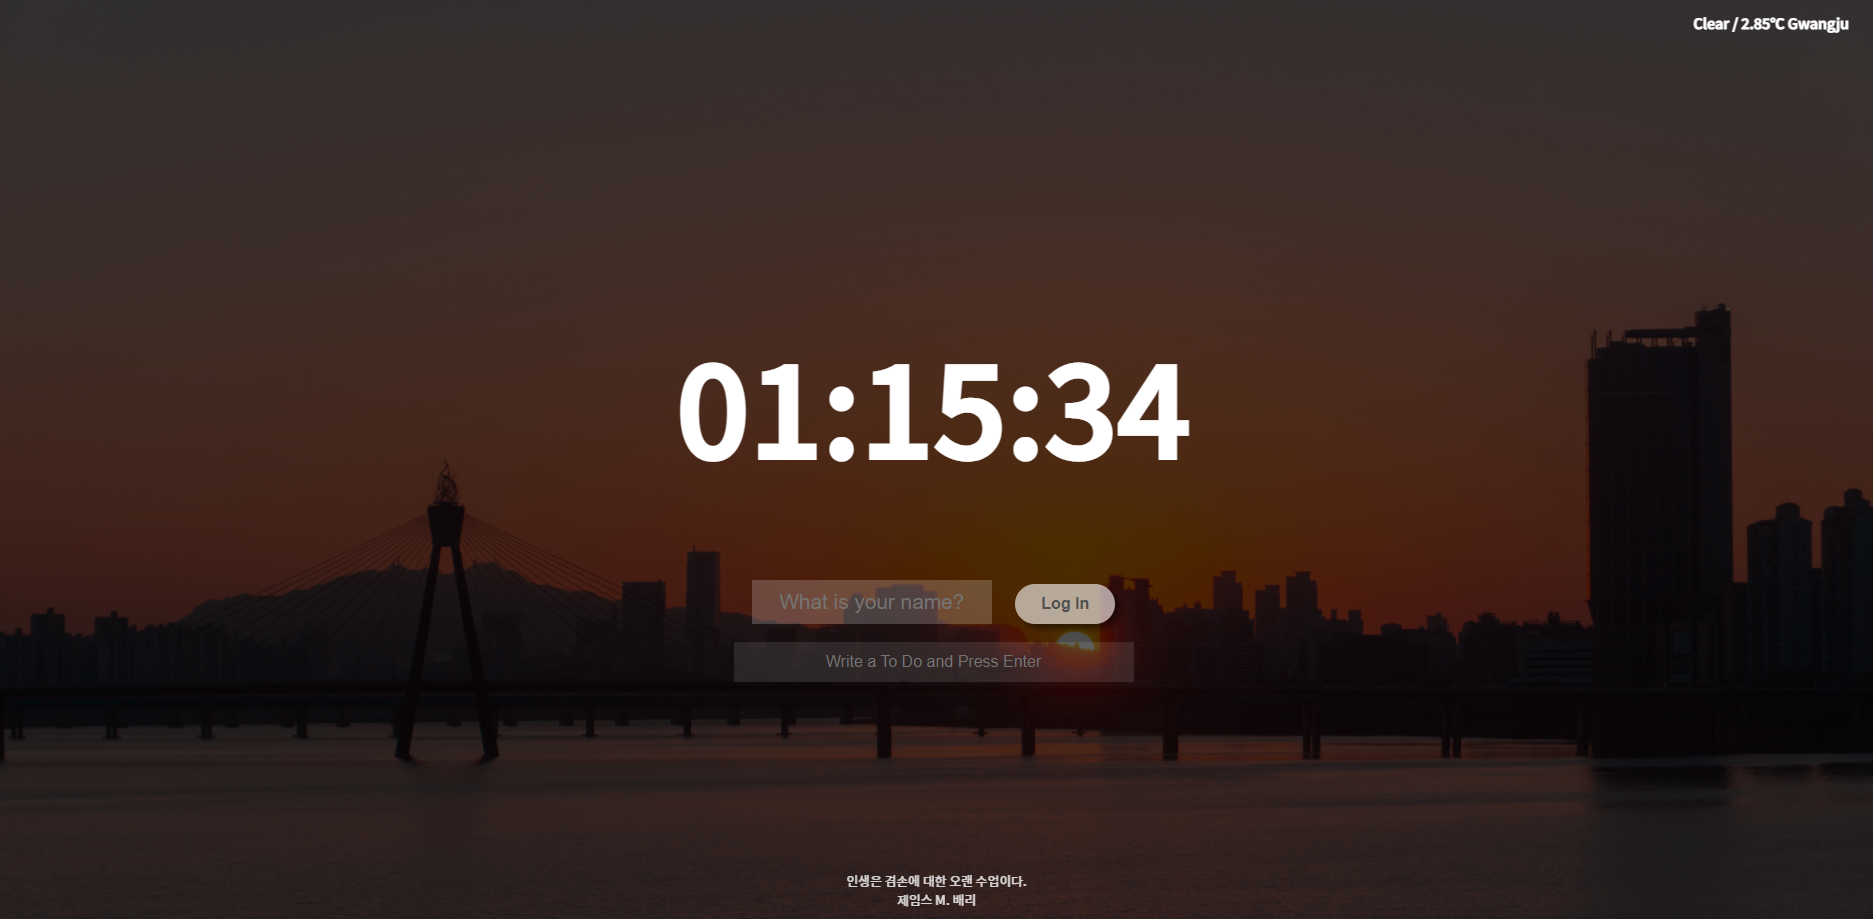 Clear / 2.85℃ Gwangju
01:15:34
What is your name?
Log In
Write a To Do and Press Enter
인생은 겸손에 대한 오랜 수업이다.
제임스 M. 배리